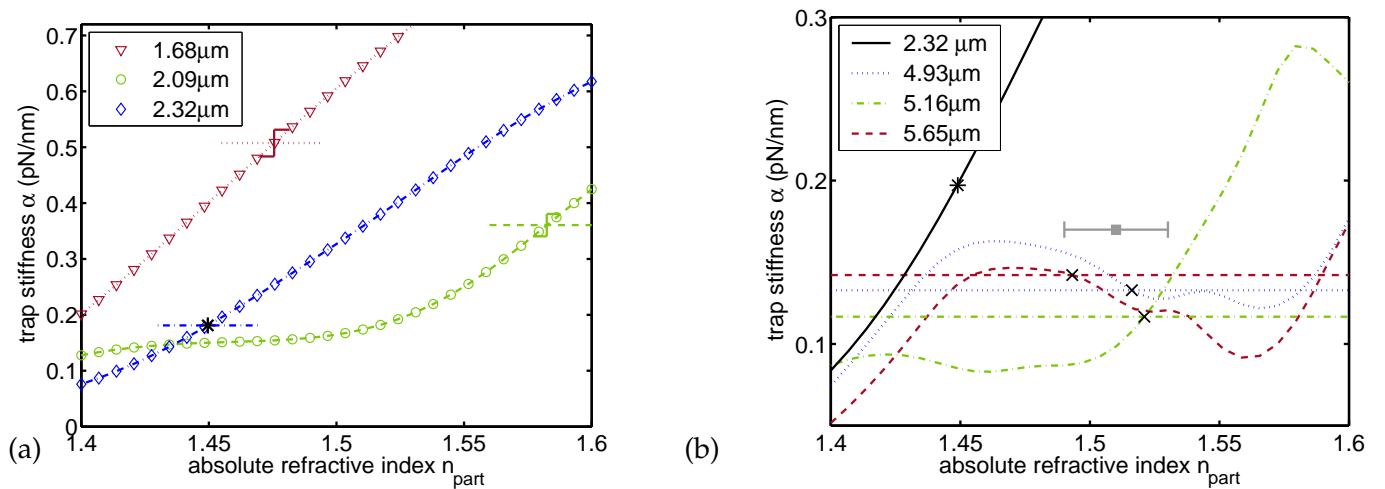 0.7
0.6
0.5
0.4
0.3
0.2
0.1
0
trap stiffness α (pN/nm)
1.68μm
2.09μm
2.32μm
1.4 1.45 1.5 1.55 1.6
absolute refractive index n_part
(a)
0.3
0.2
0.1
trap stiffness α (pN/nm)
2.32 μm
4.93μm
5.16μm
5.65μm
1.4 1.45 1.5 1.55 1.6
absolute refractive index n_part
(b)